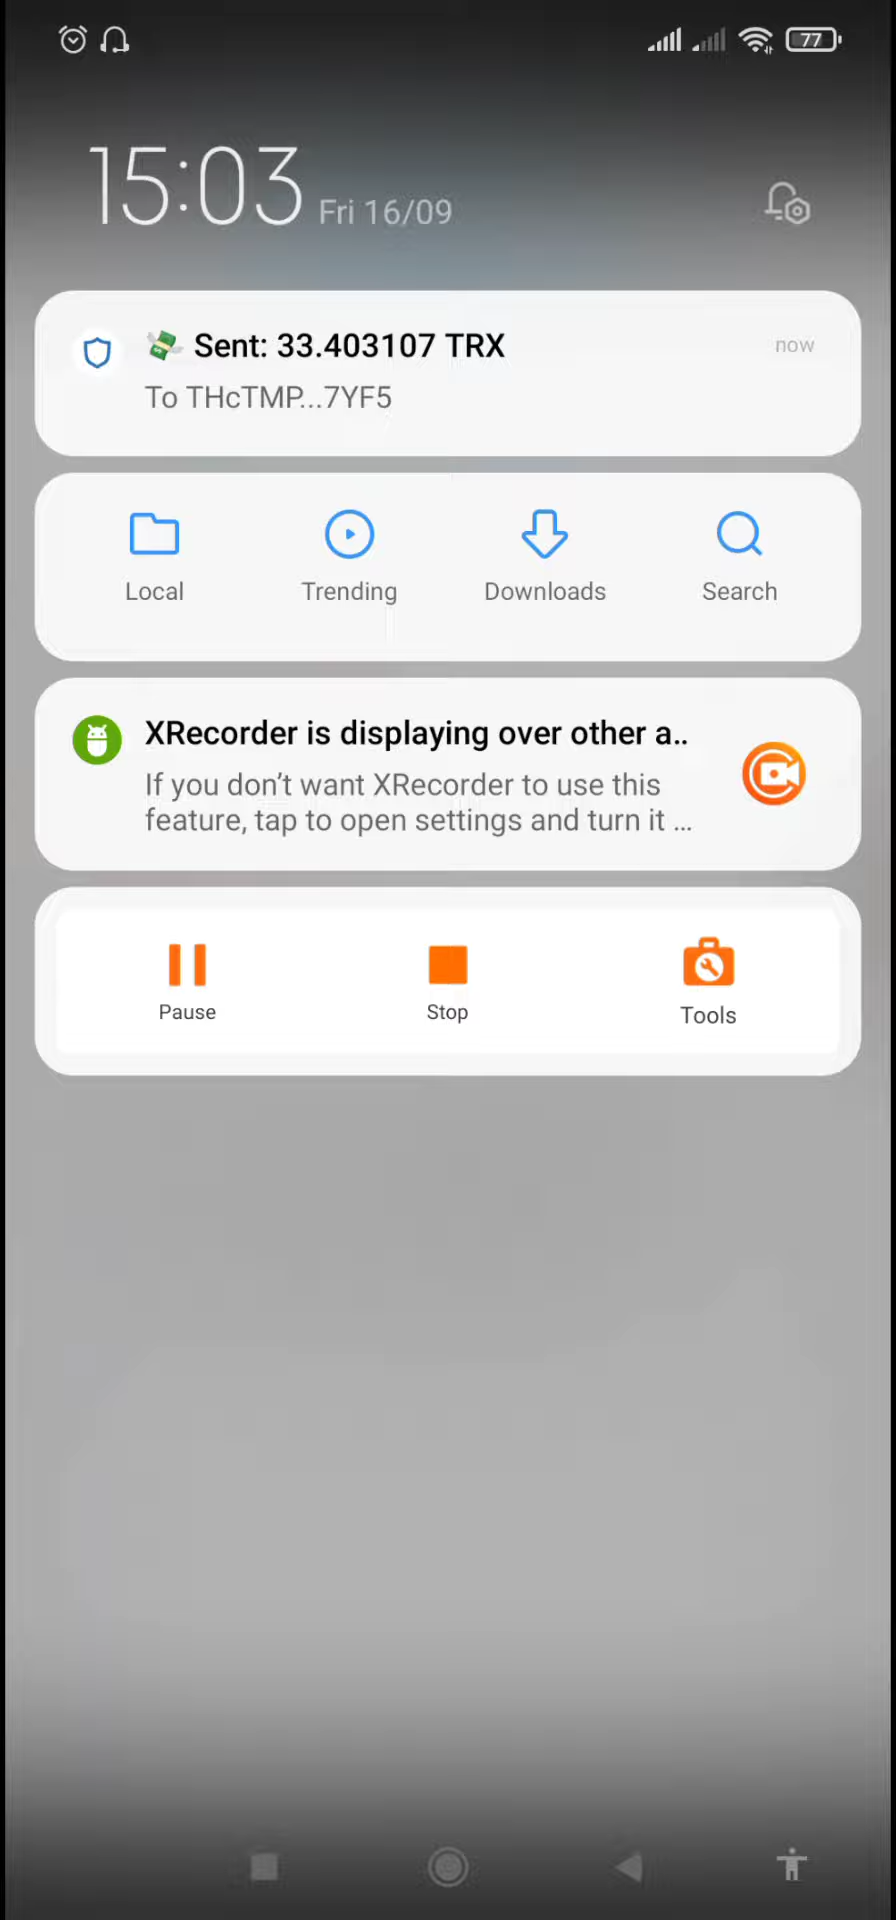 77
15:03 Fri 16/09
💸 Sent: 33.403107 TRX now
To THcTMP...7YF5
Local Trending Downloads Search
XRecorder is displaying over other a..
If you don’t want XRecorder to use this
feature, tap to open settings and turn it ...
Pause Stop Tools